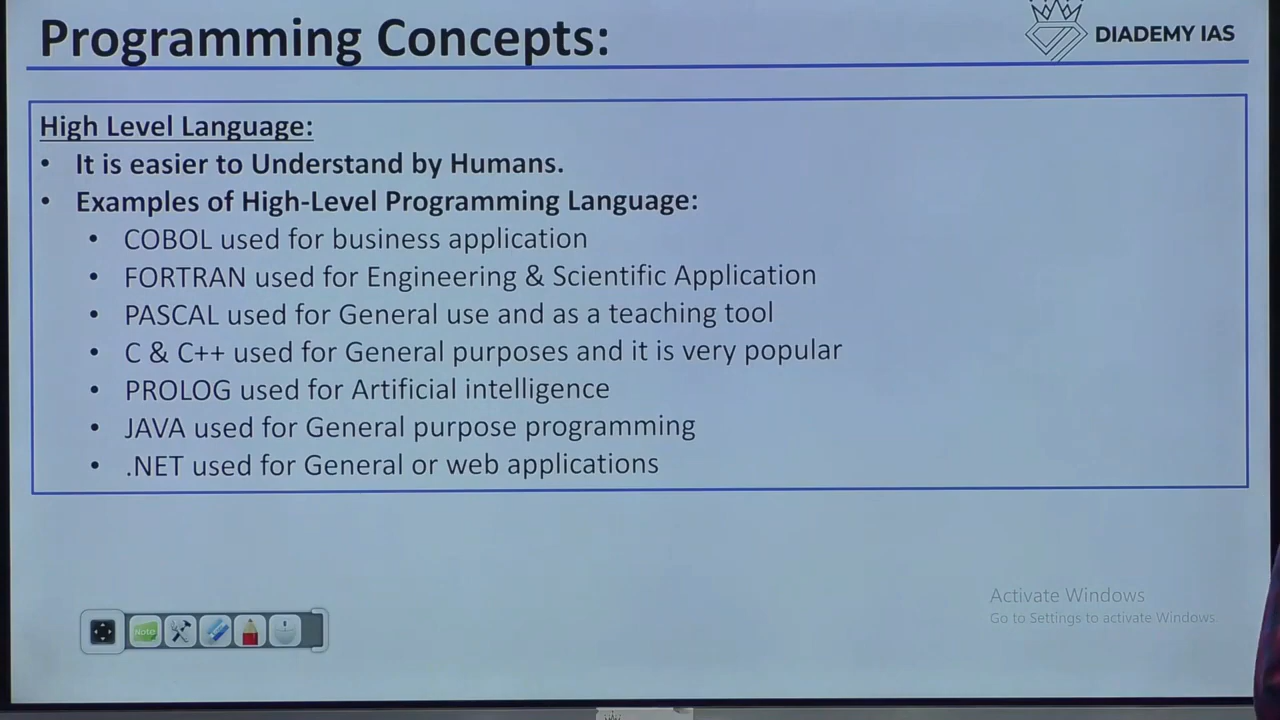 Programming Concepts:
DIADEMY IAS
High Level Language:
• It is easier to Understand by Humans.
• Examples of High-Level Programming Language:
• COBOL used for business application
• FORTRAN used for Engineering & Scientific Application
• PASCAL used for General use and as a teaching tool
• C & C++ used for General purposes and it is very popular
• PROLOG used for Artificial intelligence
• JAVA used for General purpose programming
• .NET used for General or web applications
Note
Activate Windows
Go to Settings to activate Windows.